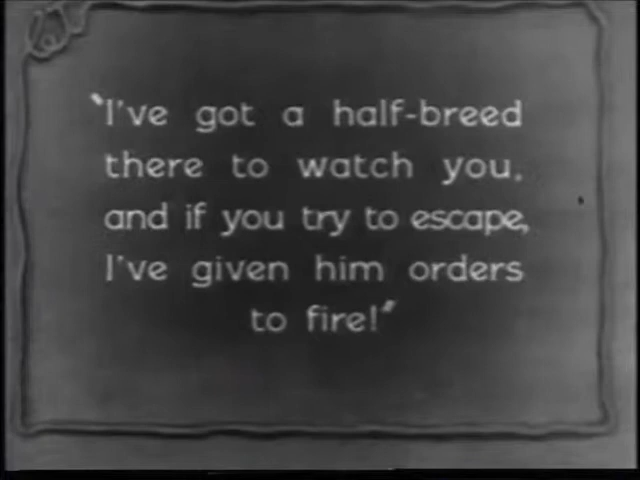 "I've got a half-breed
there to watch you,
and if you try to escape,
I've given him orders
to fire!"